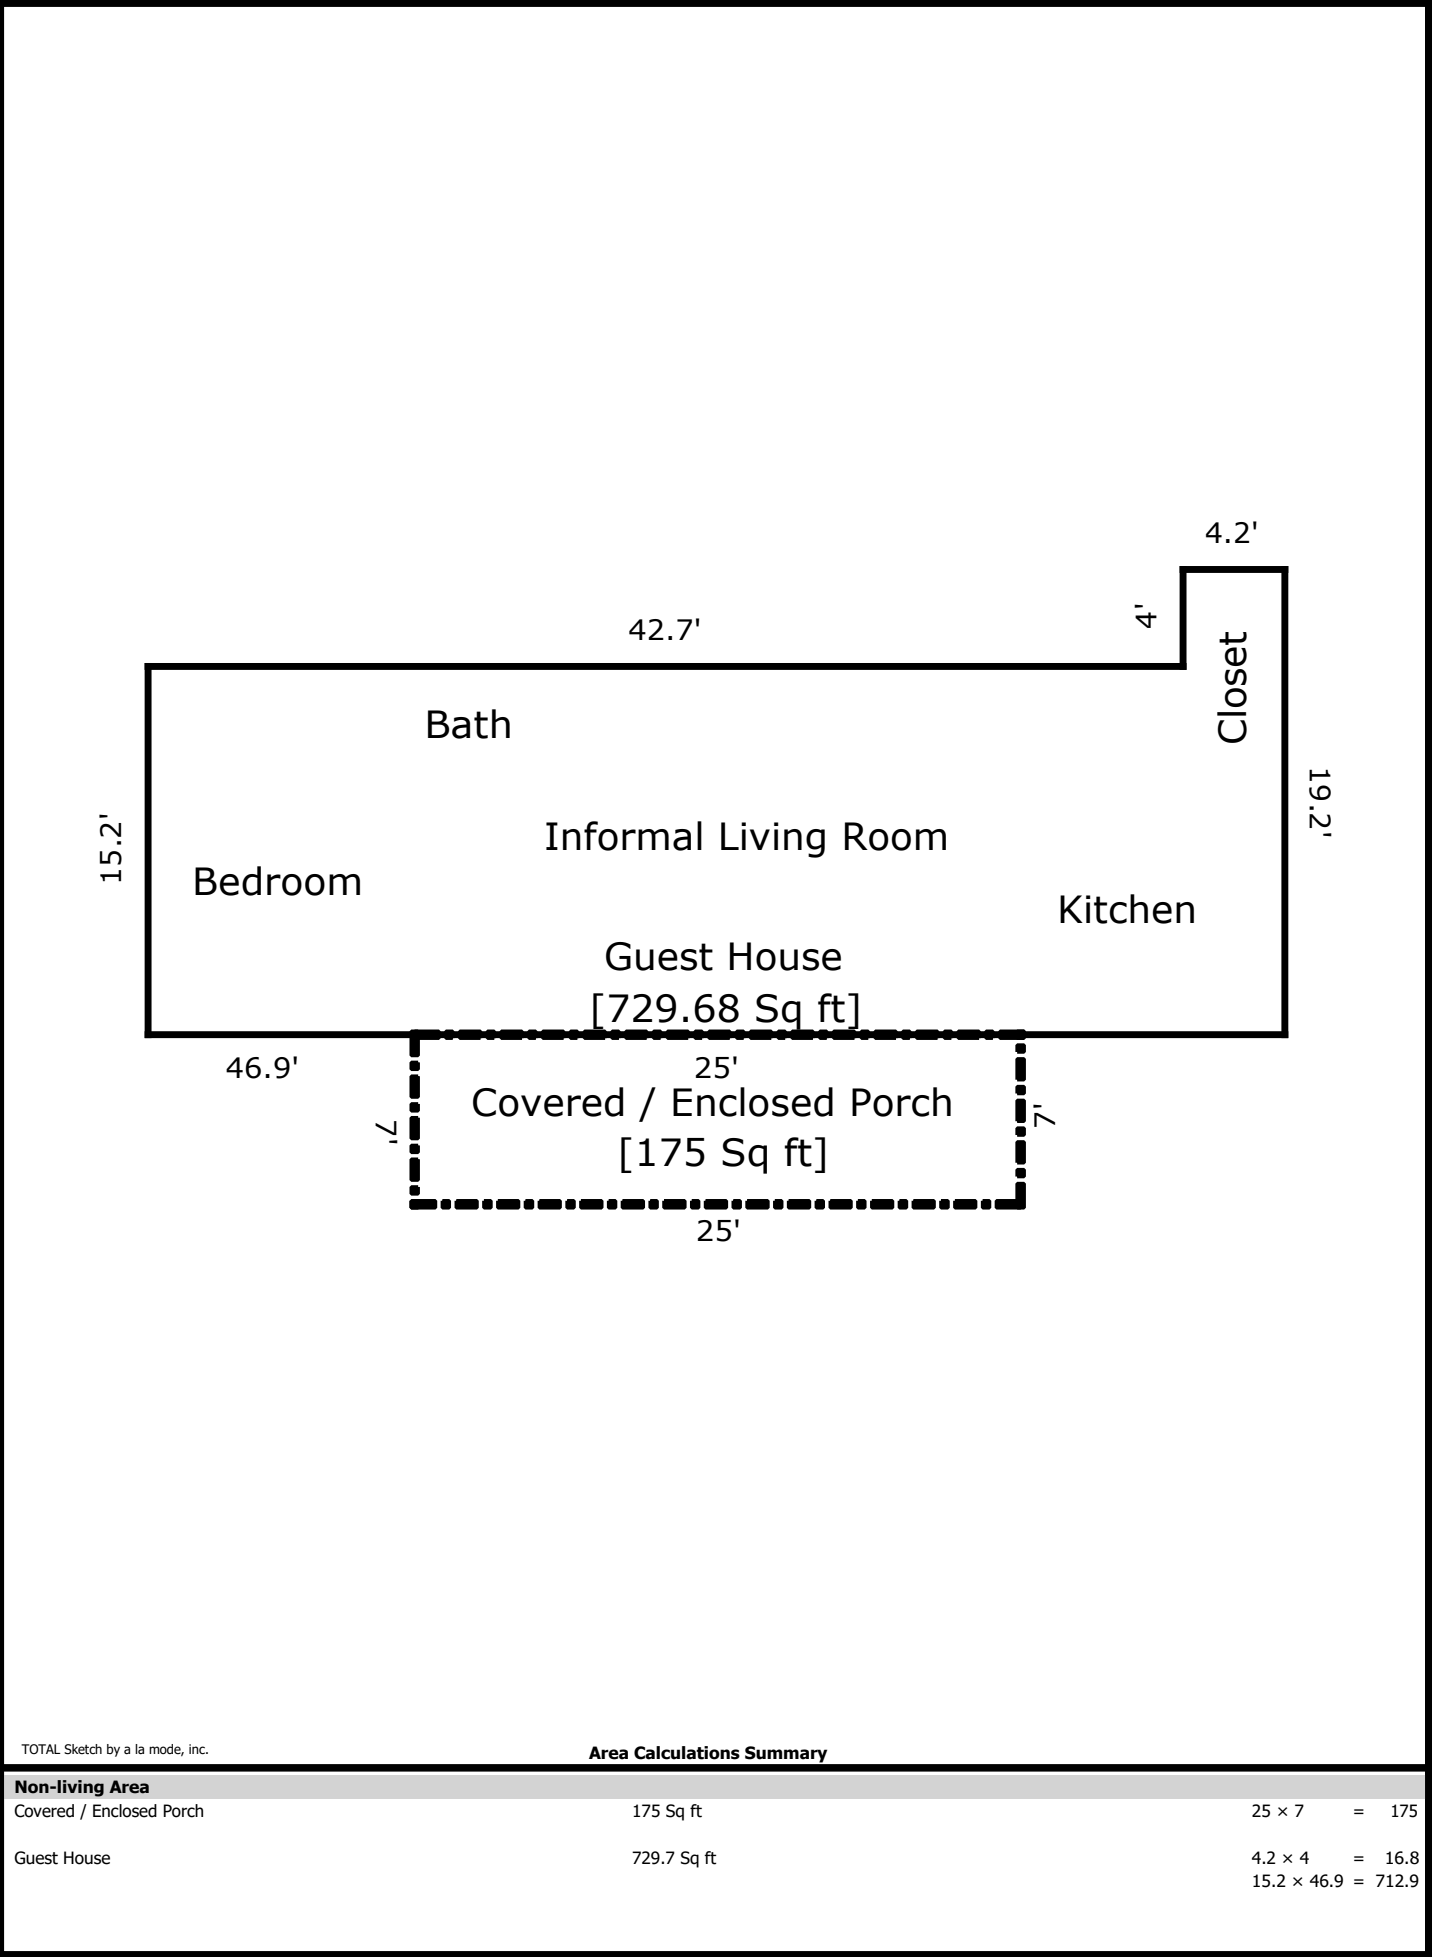 4.2'
4'
42.7'
Closet
Bath
19.2'
15.2'
Informal Living Room
Bedroom
Kitchen
Guest House
[729.68 Sq ft]
46.9'
25'
Covered / Enclosed Porch
7'
7'
[175 Sq ft]
25'
TOTAL Sketch by a la mode, inc.
Area Calculations Summary
Non-living Area
Covered / Enclosed Porch 175 Sq ft 25 × 7 = 175
Guest House 729.7 Sq ft 4.2 × 4 = 16.8
15.2 × 46.9 = 712.9